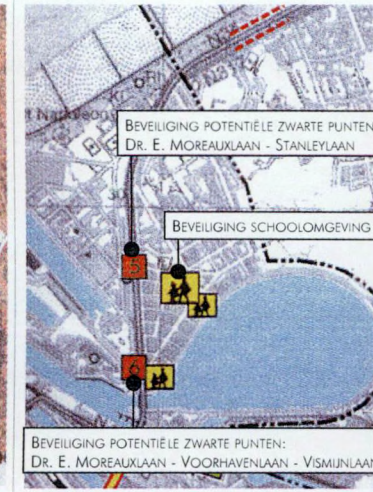 BEVEILIGING POTENTIËLE ZWARTE PUNTEN
DR. E. MOREAUXLAAN - STANLEYLAAN
BEVEILIGING SCHOOLOMGEVING
5
6
BEVEILIGING POTENTIËLE ZWARTE PUNTEN:
DR. E. MOREAUXLAAN - VOORHAVENLAAN - VISMIJNLAAN